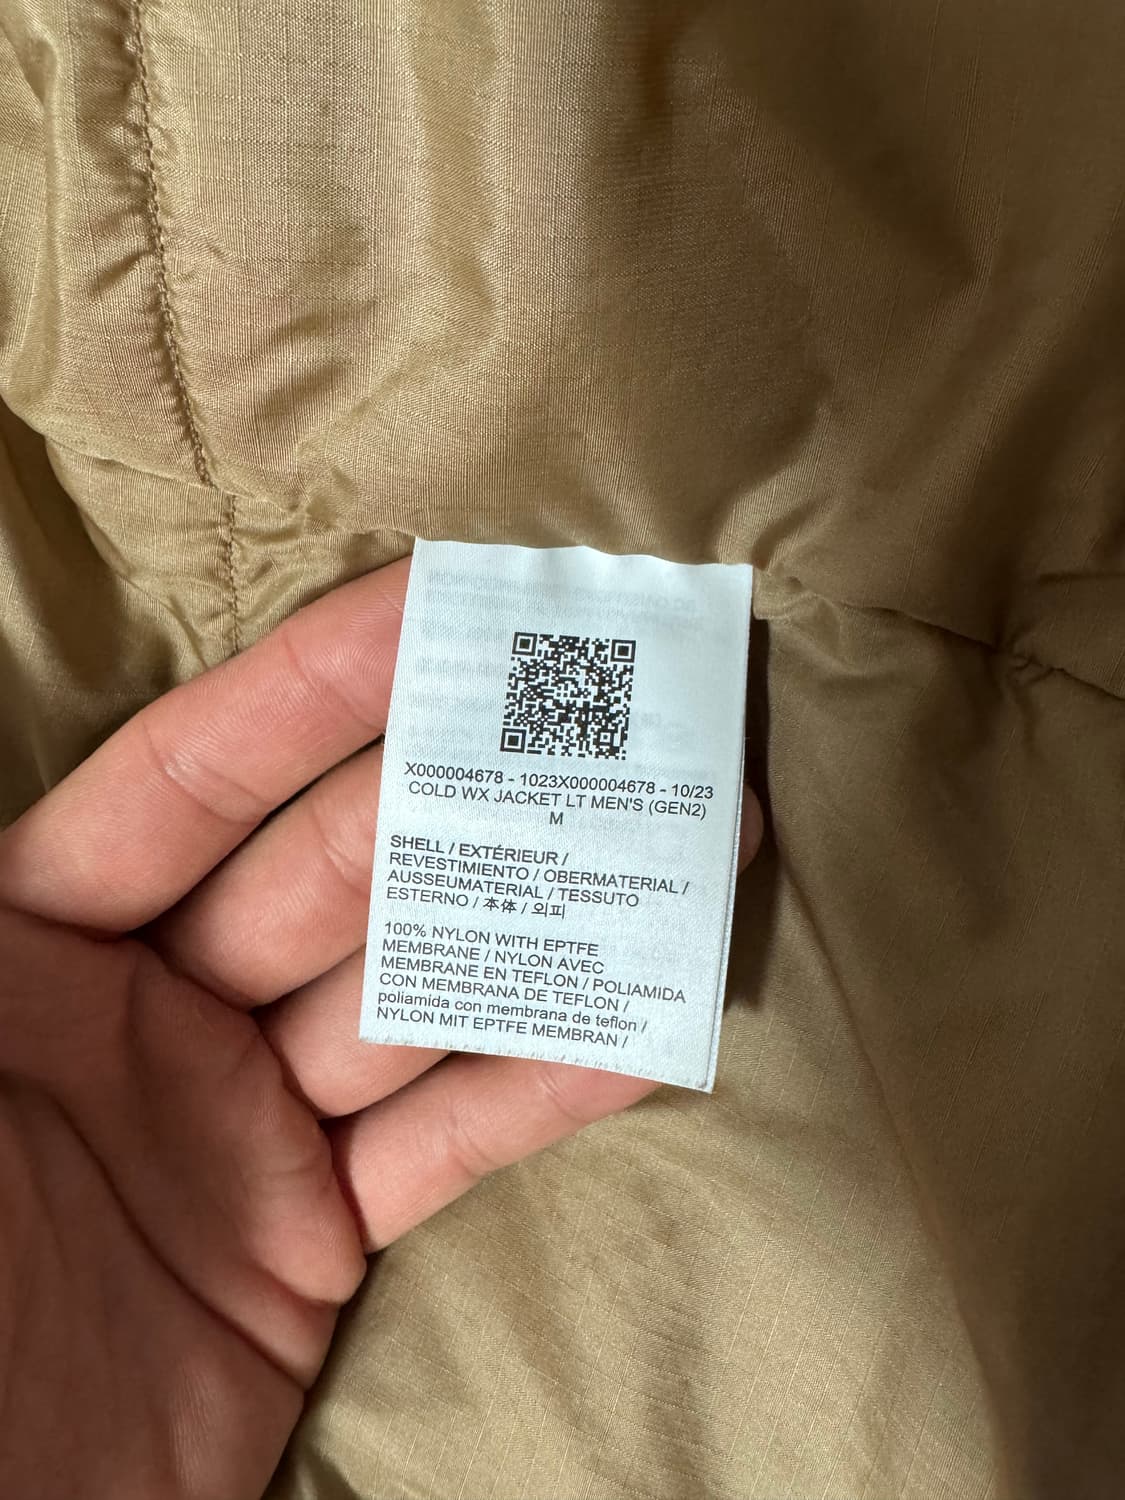 X000004678 - 1023X000004678 - 10/23
COLD WX JACKET LT MEN'S (GEN2)
M
SHELL / EXTÉRIEUR /
REVESTIMIENTO / OBERMATERIAL /
AUSSEUMATERIAL / TESSUTO
ESTERNO / 本体 / 외피
100% NYLON WITH EPTFE
MEMBRANE / NYLON AVEC
MEMBRANE EN TEFLON / POLIAMIDA
CON MEMBRANA DE TEFLON /
poliamida con membrana de teflon /
NYLON MIT EPTFE MEMBRAN /